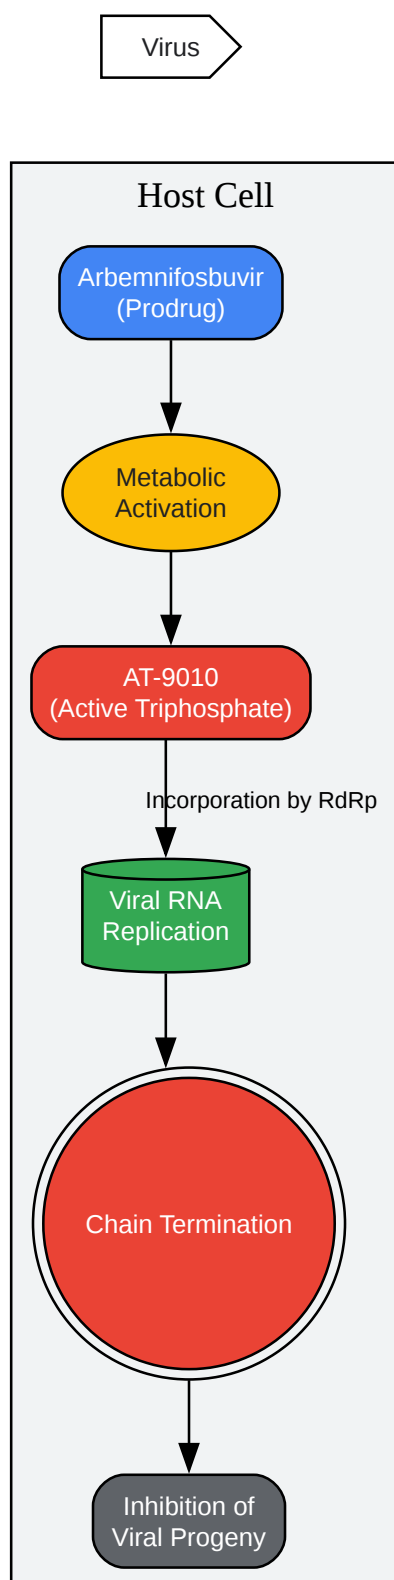 Virus
Host Cell
Arbemnifosbuvir
(Prodrug)
Metabolic
Activation
AT-9010
(Active Triphosphate)
Incorporation by RdRp
Viral RNA
Replication
Chain Termination
Inhibition of
Viral Progeny